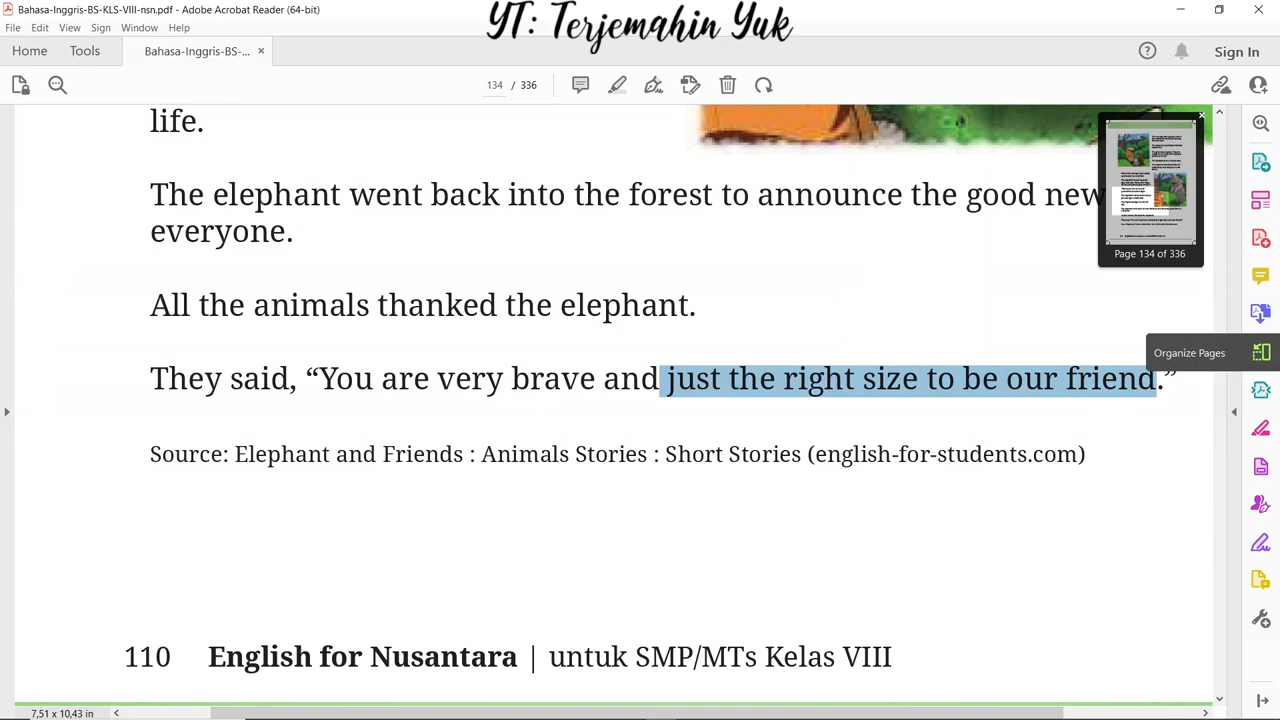 Bahasa-Inggris-BS-KLS-VIII-nsn.pdf - Adobe Acrobat Reader (64-bit)
YT: Terjemahin Yuk
File Edit View Sign Window Help
Home Tools Bahasa-Inggris-BS-... × Sign In
134 / 336
life.
The elephant went back into the forest to announce the good new
everyone.
Page 134 of 336
All the animals thanked the elephant.
Organize Pages
They said, “You are very brave and just the right size to be our friend.”
Source: Elephant and Friends : Animals Stories : Short Stories (english-for-students.com)
110 English for Nusantara | untuk SMP/MTs Kelas VIII
7,51 x 10,43 in